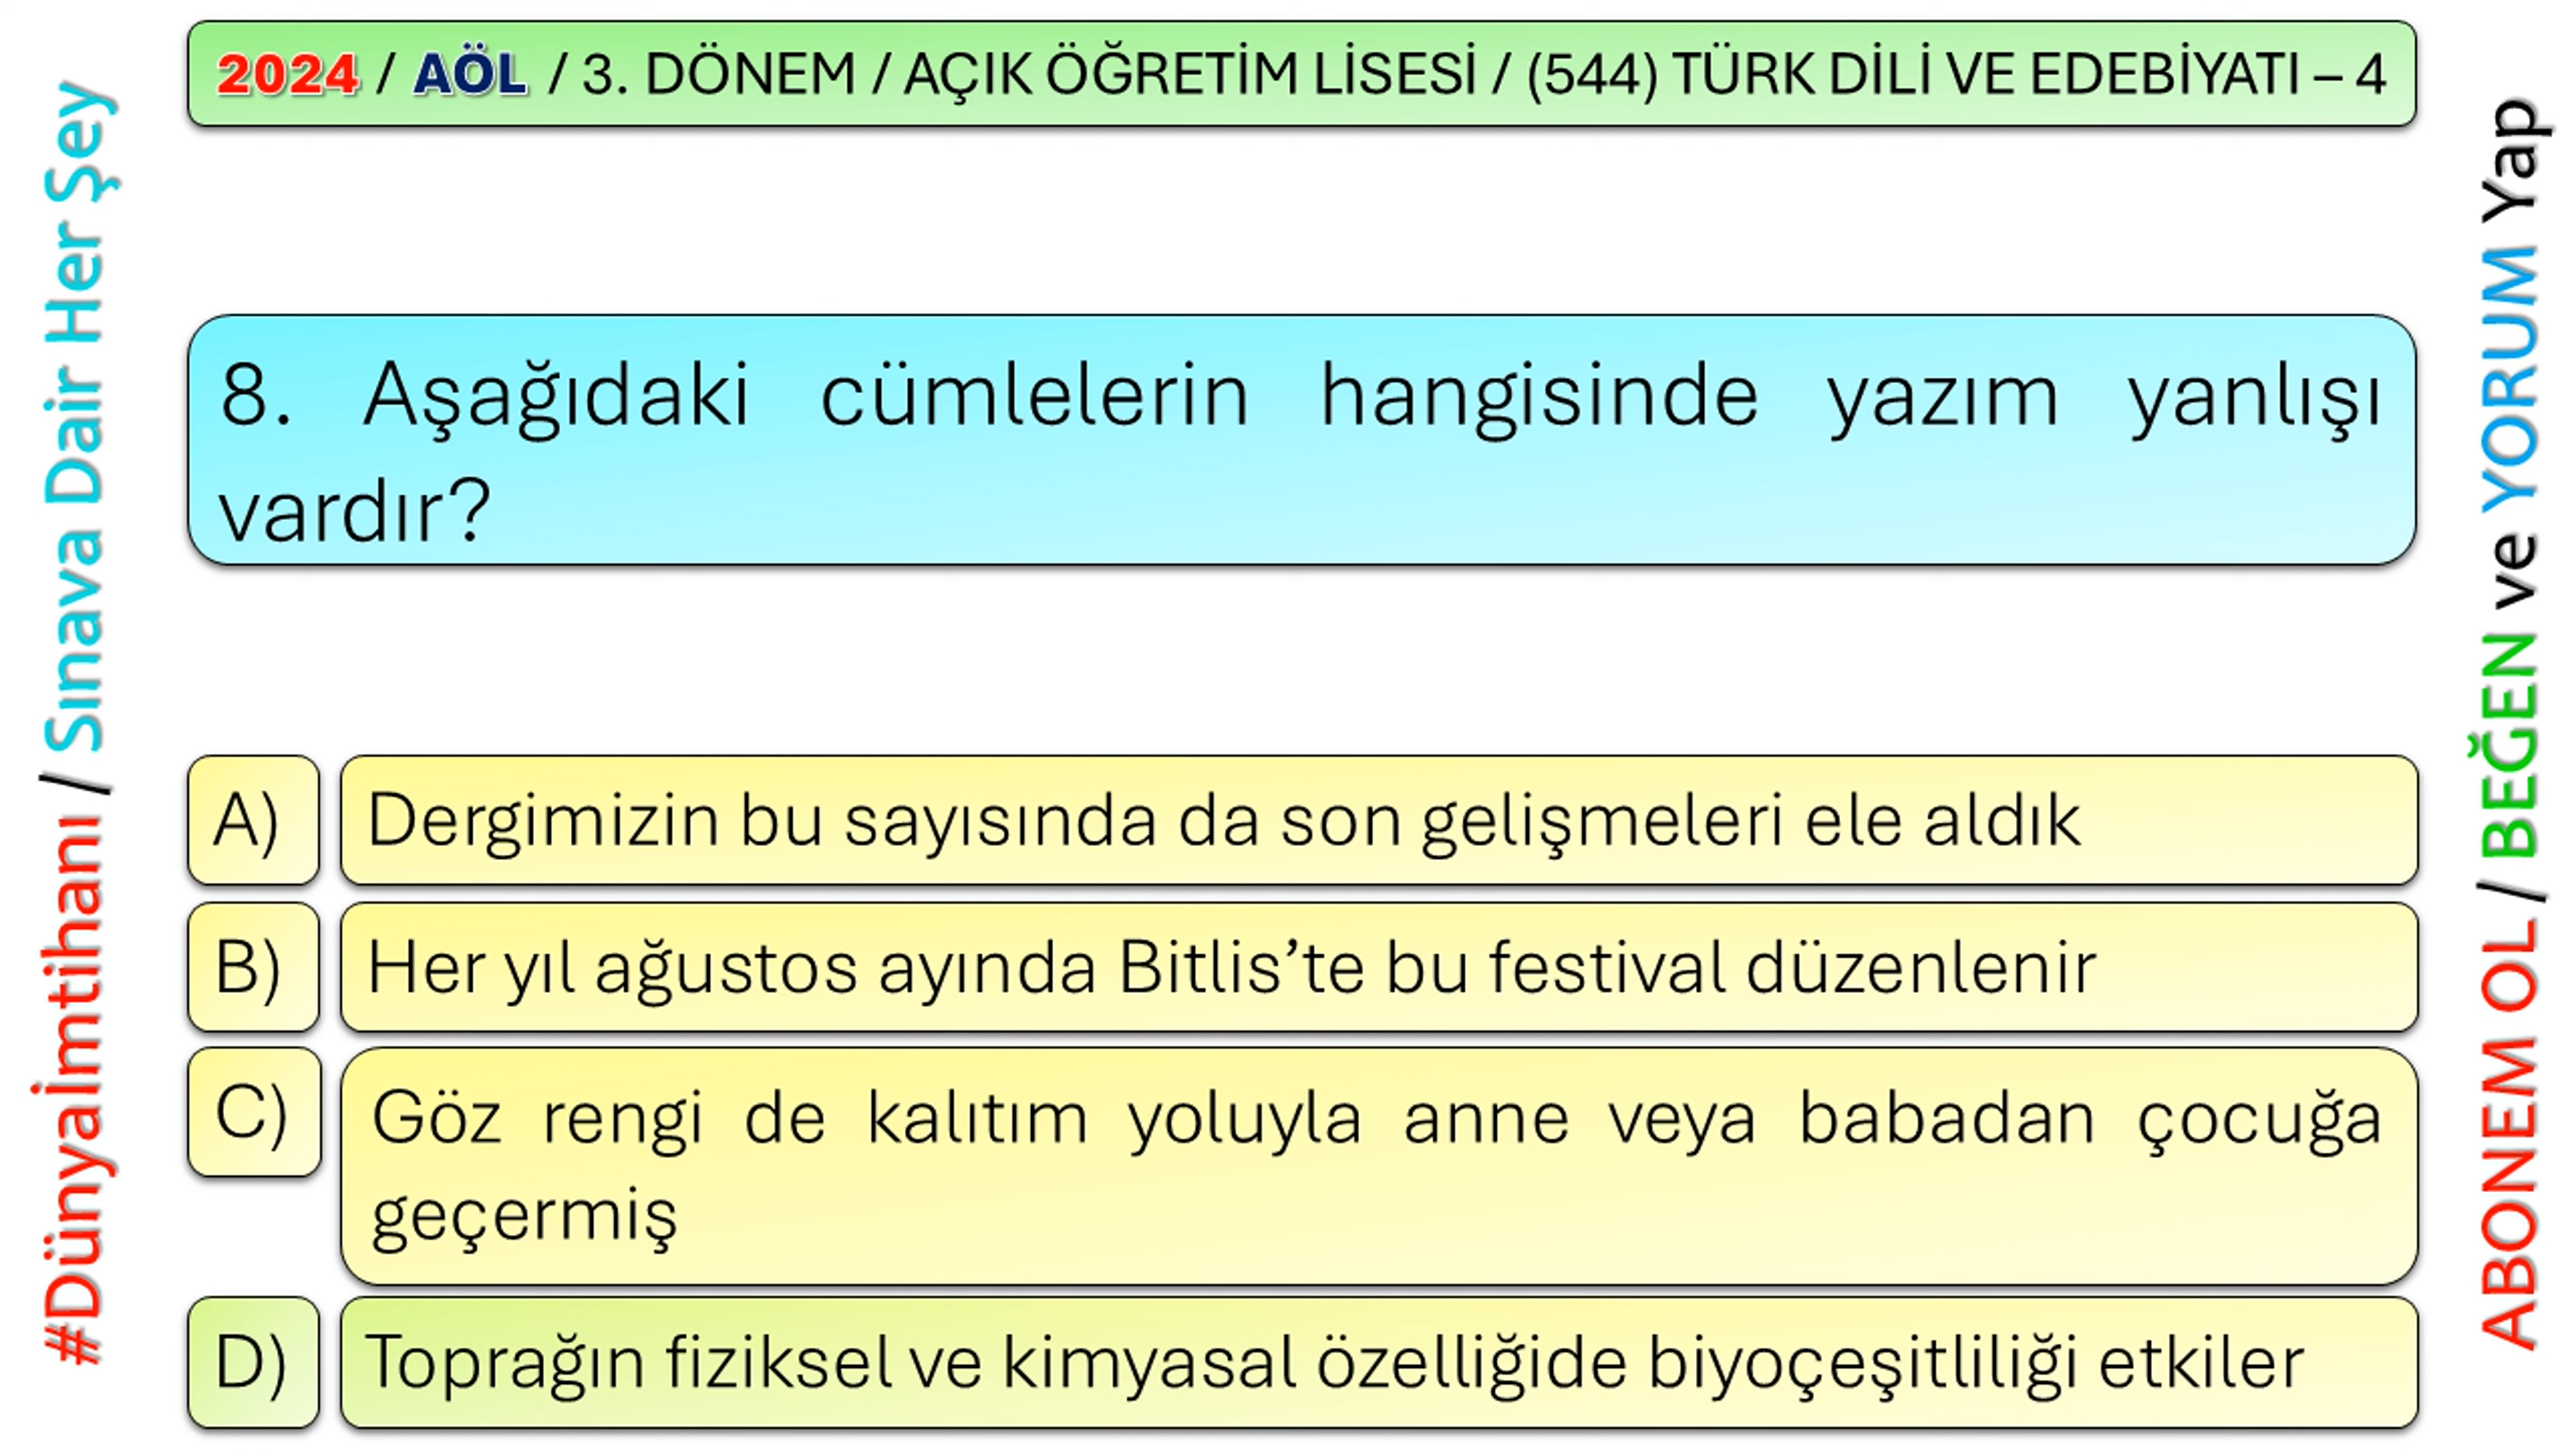 2024 / AÖL / 3. DÖNEM / AÇIK ÖĞRETİM LİSESİ / (544) TÜRK DİLİ VE EDEBİYATI – 4
#Dünyaİmtihanı / Sınava Dair Her Şey
8. Aşağıdaki cümlelerin hangisinde yazım yanlışı
vardır?
A) Dergimizin bu sayısında da son gelişmeleri ele aldık
B) Her yıl ağustos ayında Bitlis’te bu festival düzenlenir
C) Göz rengi de kalıtım yoluyla anne veya babadan çocuğa
geçermiş
D) Toprağın fiziksel ve kimyasal özelliğide biyoçeşitliliği etkiler
ABONEM OL / BEĞEN ve YORUM Yap